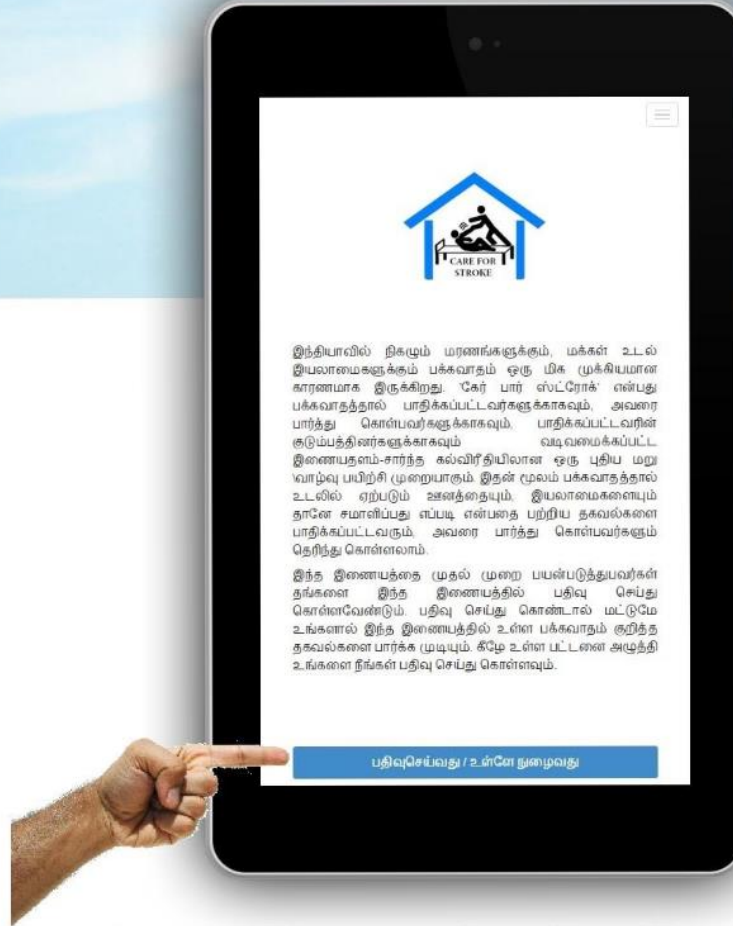 CARE FOR
STROKE
இந்தியாவில் நிகழும் மரணங்களுக்கும், மக்கள் உடல்
இயலாமைகளுக்கும் பக்கவாதம் ஒரு மிக முக்கியமான
காரணமாக இருக்கிறது. 'கேர் பார் ஸ்ட்ரோக்' என்பது
பக்கவாதத்தால் பாதிக்கப்பட்டவர்களுக்காகவும், அவரை
பார்த்து கொள்பவர்களுக்காகவும், பாதிக்கப்பட்டவரின்
குடும்பத்தினர்களுக்காகவும் வடிவமைக்கப்பட்ட
இணையதளம்-சார்ந்த கல்விரீதியிலான ஒரு புதிய மறு
வாழ்வு பயிற்சி முறையாகும். இதன் மூலம் பக்கவாதத்தால்
உடலில் ஏற்படும் ஊனத்தையும், இயலாமைகளையும்
தானே சமாளிப்பது எப்படி என்பதை பற்றிய தகவல்களை
பாதிக்கப்பட்டவரும், அவரை பார்த்து கொள்பவர்களும்
தெரிந்து கொள்ளலாம்.
இந்த இணையத்தை முதல் முறை பயன்படுத்துபவர்கள்
தங்களை இந்த இணையத்தில் பதிவு செய்து
கொள்ளவேண்டும். பதிவு செய்து கொண்டால் மட்டுமே
உங்களால் இந்த இணையத்தில் உள்ள பக்கவாதம் குறித்த
தகவல்களை பார்க்க முடியும். கீழே உள்ள பட்டனை அழுத்தி
உங்களை நீங்கள் பதிவு செய்து கொள்ளவும்.
பதிவுசெய்வது / உள்ளே நுழைவது